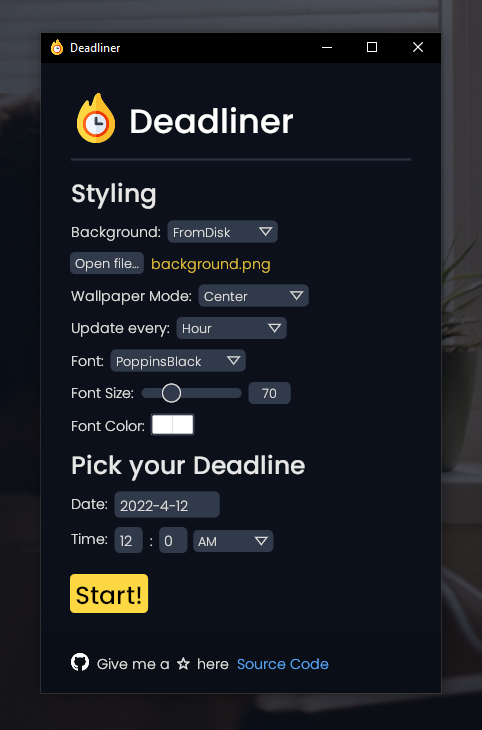 Deadliner
Deadliner
Styling
Background: FromDisk
Open file... background.png
Wallpaper Mode: Center
Update every: Hour
Font: PoppinsBlack
Font Size: 70
Font Color:
Pick your Deadline
Date: 2022-4-12
Time: 12 : 0 AM
Start!
Give me a ☆ here Source Code